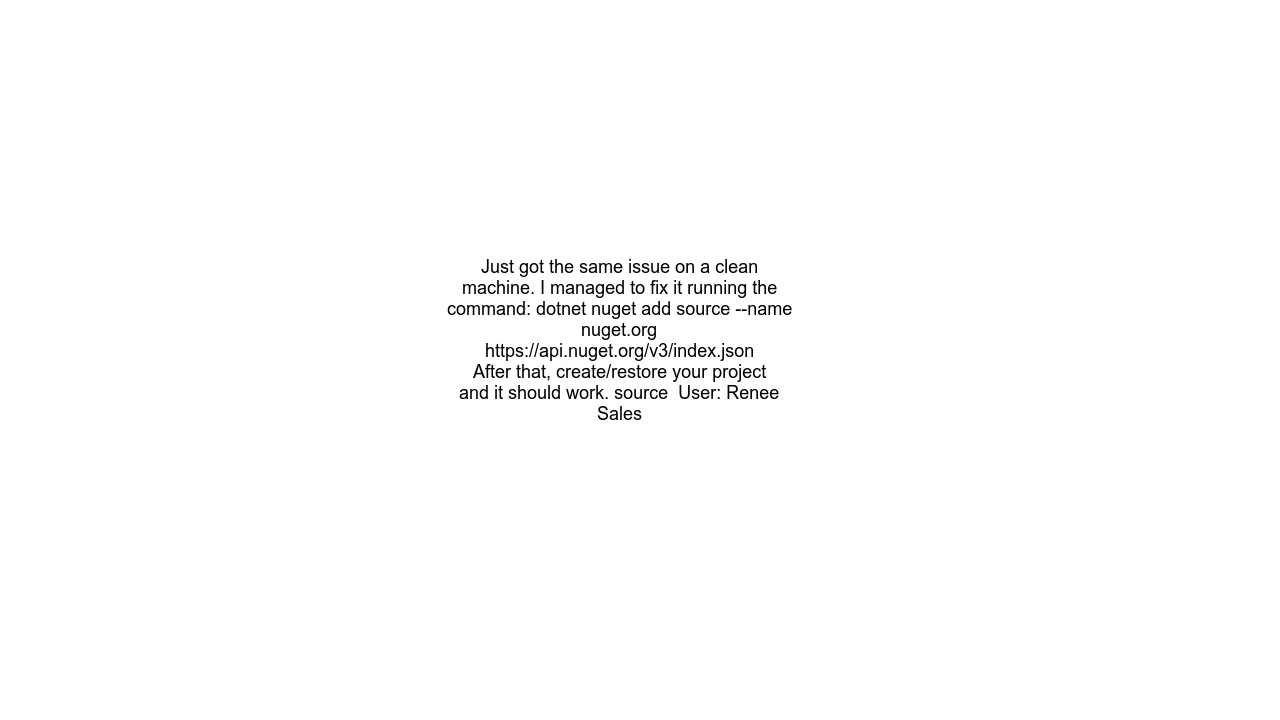 Just got the same issue on a clean
machine. I managed to fix it running the
command: dotnet nuget add source --name
nuget.org
https://api.nuget.org/v3/index.json
After that, create/restore your project
and it should work. source  User: Renee
Sales